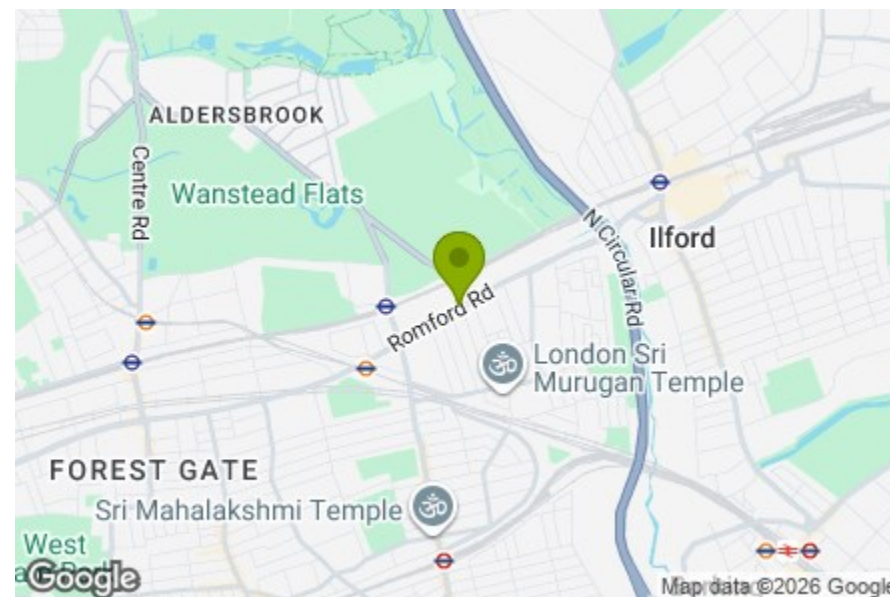 ALDERSBROOK
Centre Rd
Wanstead Flats
N Circular Rd
Ilford
Romford Rd
London Sri
Murugan Temple
FOREST GATE
Sri Mahalakshmi Temple
West
Google
Map data ©2026 Google